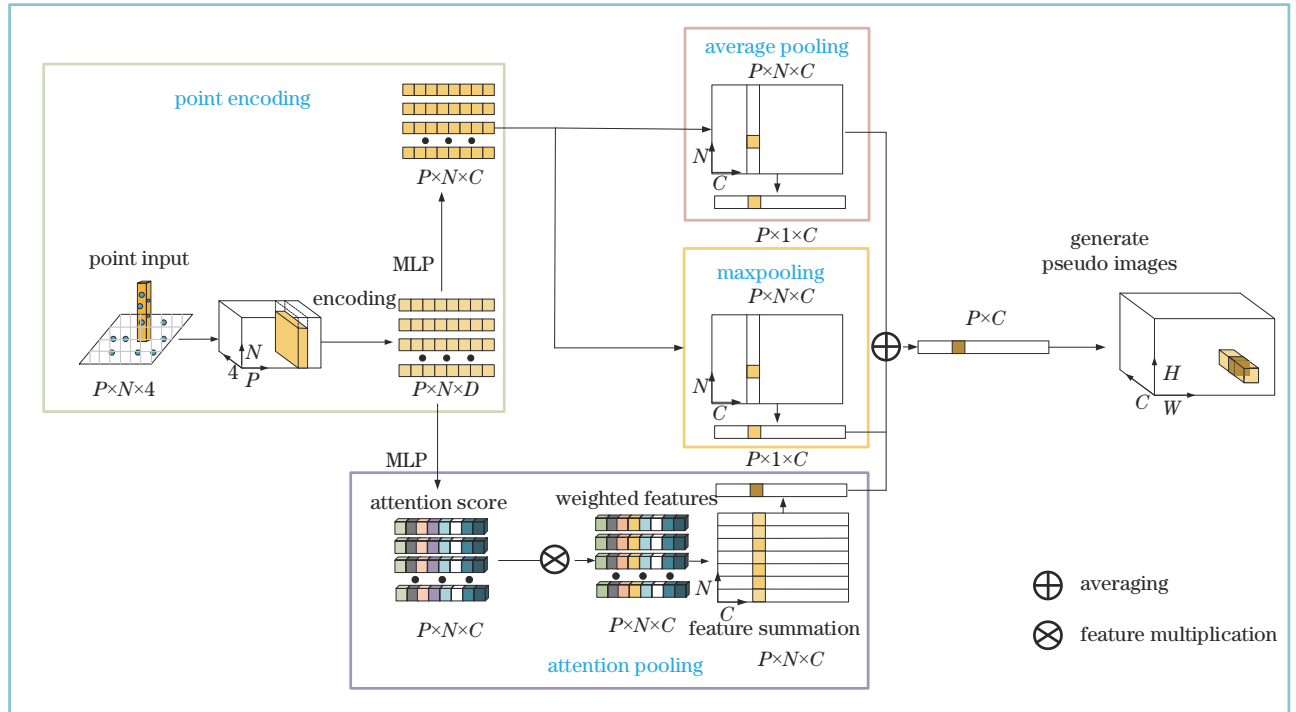 point encoding
P×N×C
MLP
point input
encoding
N
4
P
P×N×4
P×N×D
MLP
average pooling
P×N×C
N
C
P×1×C
maxpooling
P×N×C
N
C
P×1×C
attention score
P×N×C
weighted features
P×N×C
N
C
feature summation
P×N×C
attention pooling
P×C
generate
pseudo images
H
C
W
averaging
feature multiplication